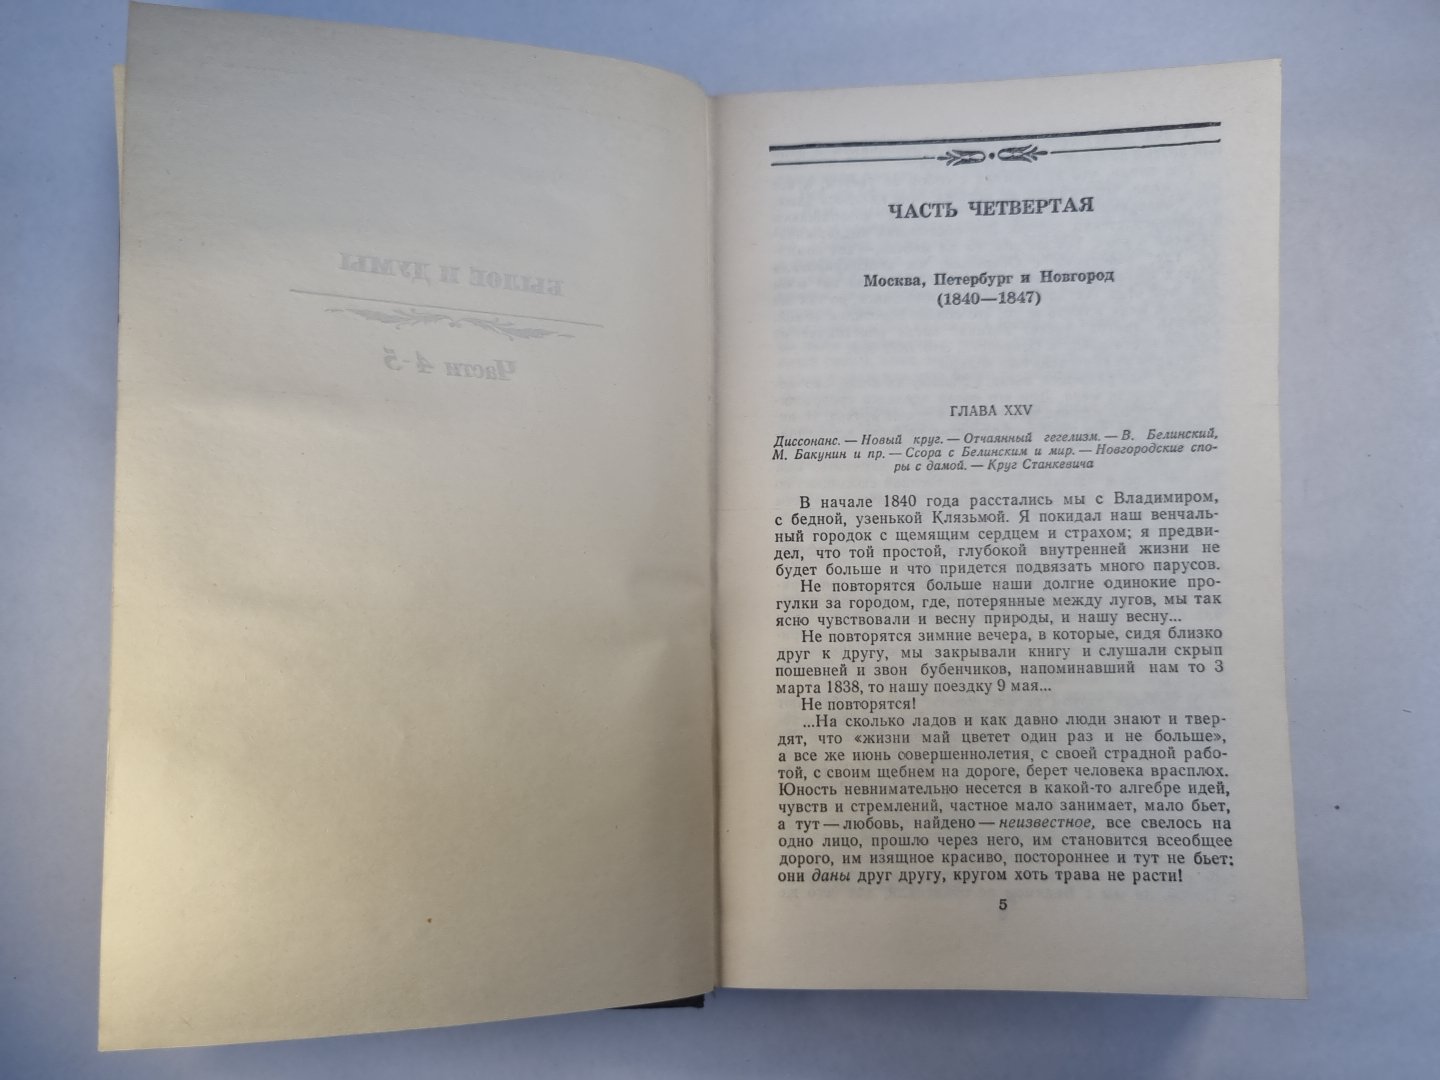 БЫЛОЕ И ДУМЫ
Части 4-5
ЧАСТЬ ЧЕТВЕРТАЯ
Москва, Петербург и Новгород
(1840—1847)
ГЛАВА XXV
Диссонанс. — Новый круг. — Отчаянный гегелизм. — В. Белинский,
М. Бакунин и пр. — Ссора с Белинским и мир. — Новгородские спо-
ры с дамой. — Круг Станкевича
В начале 1840 года расстались мы с Владимиром,
с бедной, узенькой Клязьмой. Я покидал наш венчаль-
ный городок с щемящим сердцем и страхом; я предви-
дел, что той простой, глубокой внутренней жизни не
будет больше и что придется подвязать много парусов.
Не повторятся больше наши долгие одинокие про-
гулки за городом, где, потерянные между лугов, мы так
ясно чувствовали и весну природы, и нашу весну...
Не повторятся зимние вечера, в которые, сидя близко
друг к другу, мы закрывали книгу и слушали скрып
пошевней и звон бубенчиков, напоминавший нам то 3
марта 1838, то нашу поездку 9 мая...
Не повторятся!
...На сколько ладов и как давно люди знают и твер-
дят, что «жизни май цветет один раз и не больше»,
а все же июнь совершеннолетия, с своей страдной рабо-
той, с своим щебнем на дороге, берет человека врасплох.
Юность невнимательно несется в какой-то алгебре идей,
чувств и стремлений, частное мало занимает, мало бьет,
а тут — любовь, найдено — неизвестное, все свелось на
одно лицо, прошло через него, им становится всеобщее
дорого, им изящное красиво, постороннее и тут не бьет:
они даны друг другу, кругом хоть трава не расти!
5